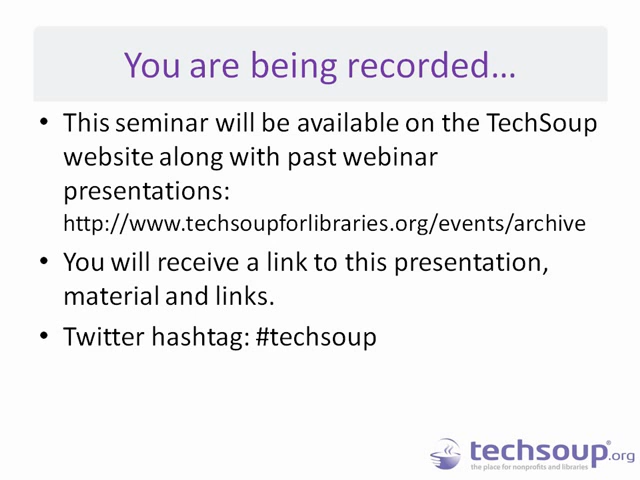 You are being recorded…
• This seminar will be available on the TechSoup
website along with past webinar
presentations:
http://www.techsoupforlibraries.org/events/archive
• You will receive a link to this presentation,
material and links.
• Twitter hashtag: #techsoup
techsoup®.org
the place for nonprofits and libraries